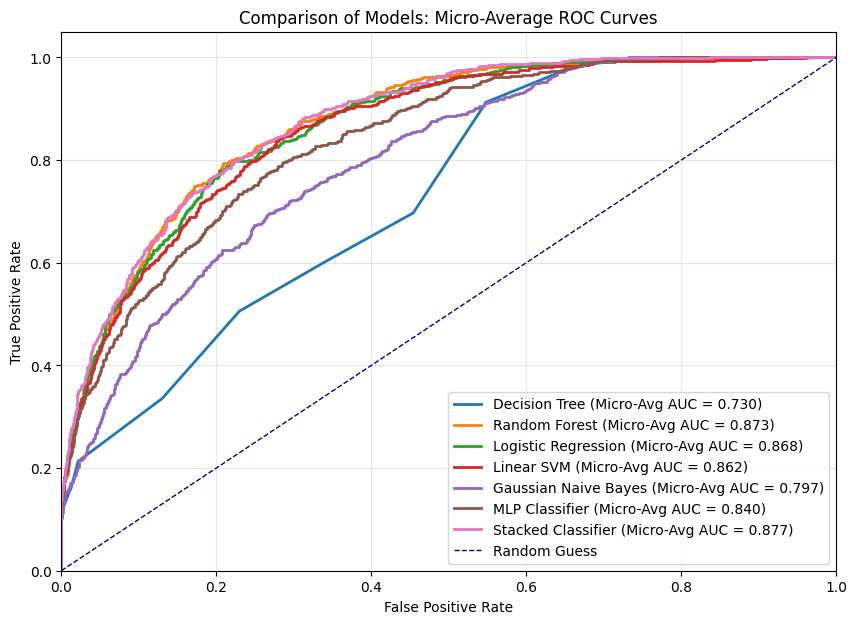 Comparison of Models: Micro-Average ROC Curves
True Positive Rate
1.0
0.8
0.6
0.4
0.2
0.0
Decision Tree (Micro-Avg AUC = 0.730)
Random Forest (Micro-Avg AUC = 0.873)
Logistic Regression (Micro-Avg AUC = 0.868)
Linear SVM (Micro-Avg AUC = 0.862)
Gaussian Naive Bayes (Micro-Avg AUC = 0.797)
MLP Classifier (Micro-Avg AUC = 0.840)
Stacked Classifier (Micro-Avg AUC = 0.877)
Random Guess
0.0 0.2 0.4 0.6 0.8 1.0
False Positive Rate